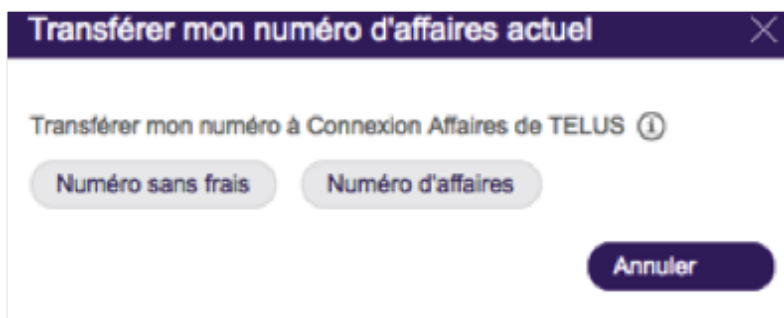 Transférer mon numéro d'affaires actuel
Transférer mon numéro à Connexion Affaires de TELUS
Numéro sans frais Numéro d'affaires
Annuler